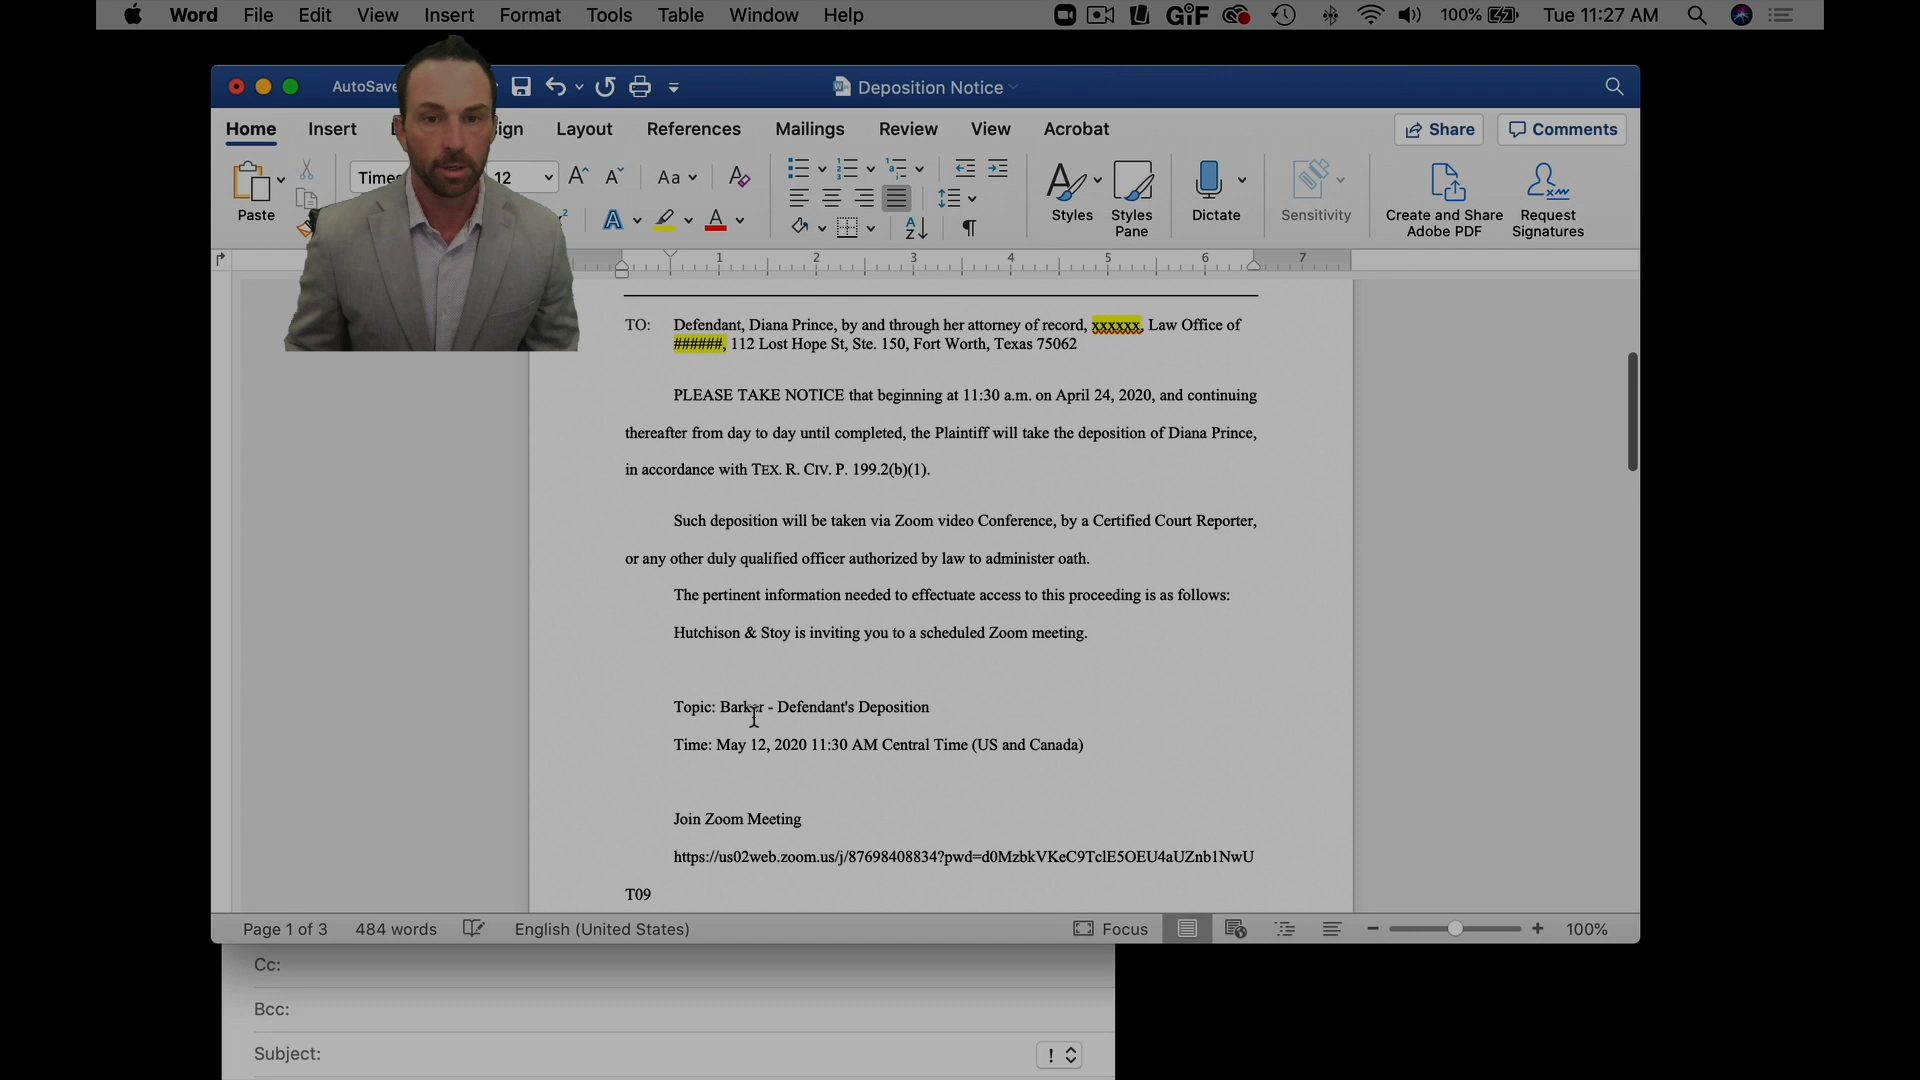 Word File Edit View Insert Format Tools Table Window Help GIF 100% Tue 11:27 AM
AutoSave Deposition Notice
Home Insert Layout References Mailings Review View Acrobat Share Comments
Times 12 Aa
Paste Styles Styles Pane Dictate Sensitivity Create and Share Adobe PDF Request Signatures
1 2 3 4 5 6 7
TO: Defendant, Diana Prince, by and through her attorney of record, xxxxxx, Law Office of
######, 112 Lost Hope St, Ste. 150, Fort Worth, Texas 75062
PLEASE TAKE NOTICE that beginning at 11:30 a.m. on April 24, 2020, and continuing
thereafter from day to day until completed, the Plaintiff will take the deposition of Diana Prince,
in accordance with TEX. R. CIV. P. 199.2(b)(1).
Such deposition will be taken via Zoom video Conference, by a Certified Court Reporter,
or any other duly qualified officer authorized by law to administer oath.
The pertinent information needed to effectuate access to this proceeding is as follows:
Hutchison & Stoy is inviting you to a scheduled Zoom meeting.
Topic: Barker - Defendant's Deposition
Time: May 12, 2020 11:30 AM Central Time (US and Canada)
Join Zoom Meeting
https://us02web.zoom.us/j/87698408834?pwd=d0MzbkVKeC9TclE5OEU4aUZnb1NwU
T09
Page 1 of 3 484 words English (United States) Focus 100%
Cc:
Bcc:
Subject: !